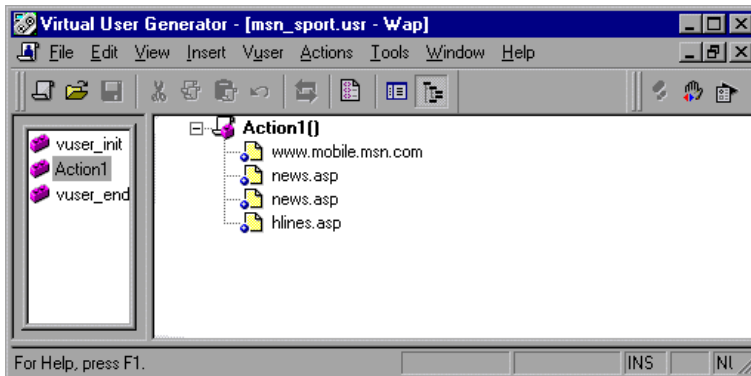 Virtual User Generator - [msn_sport.usr - Wap]
File Edit View Insert Vuser Actions Tools Window Help
vuser_init
Action1
vuser_end
Action1()
www.mobile.msn.com
news.asp
news.asp
hlines.asp
For Help, press F1.
INS